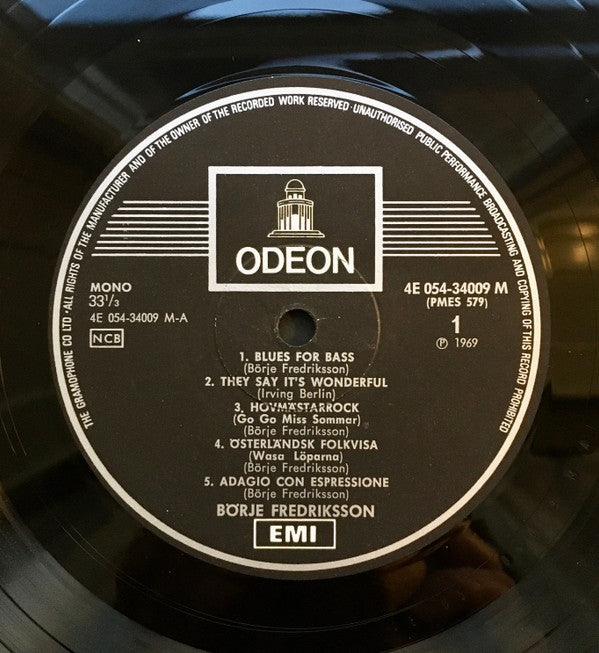 THE GRAMOPHONE CO LTD · ALL RIGHTS OF THE MANUFACTURER AND OF THE OWNER OF THE RECORDED WORK RESERVED · UNAUTHORISED PUBLIC PERFORMANCE BROADCASTING AND COPYING OF THIS RECORD PROHIBITED
ODEON
MONO
33 1/3
4E 054-34009 M-A
NCB
4E 054-34009 M
(PMES 579)
1
Ⓟ 1969
1. BLUES FOR BASS
(Börje Fredriksson)
2. THEY SAY IT'S WONDERFUL
(Irving Berlin)
3. HOVMÄSTARROCK
(Go Go Miss Sommar)
(Börje Fredriksson)
4. ÖSTERLÄNDSK FOLKVISA
(Wasa Löparna)
(Börje Fredriksson)
5. ADAGIO CON ESPRESSIONE
(Börje Fredriksson)
BÖRJE FREDRIKSSON
EMI